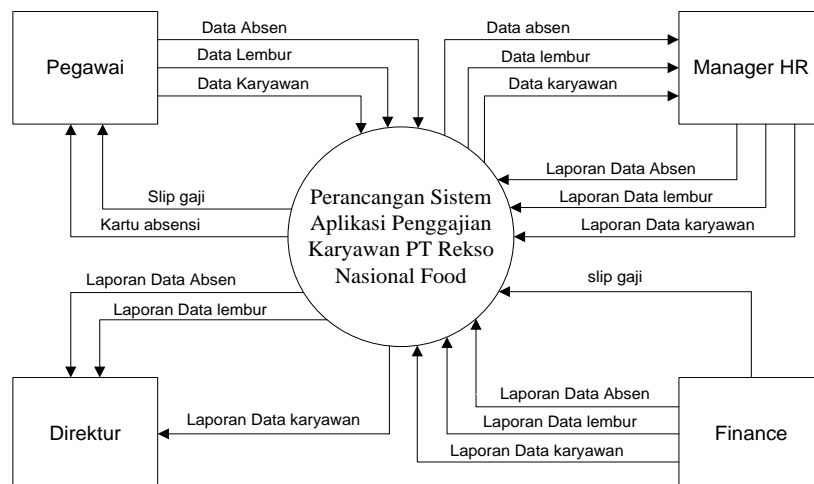 Data Absen
Data Lembur
Data Karyawan
Pegawai
Data absen
Data lembur
Data karyawan
Manager HR
Slip gaji
Kartu absensi
Perancangan Sistem
Aplikasi Penggajian
Karyawan PT Rekso
Nasional Food
Laporan Data Absen
Laporan Data lembur
Laporan Data karyawan
Laporan Data Absen
Laporan Data lembur
slip gaji
Direktur
Laporan Data karyawan
Laporan Data Absen
Laporan Data lembur
Laporan Data karyawan
Finance